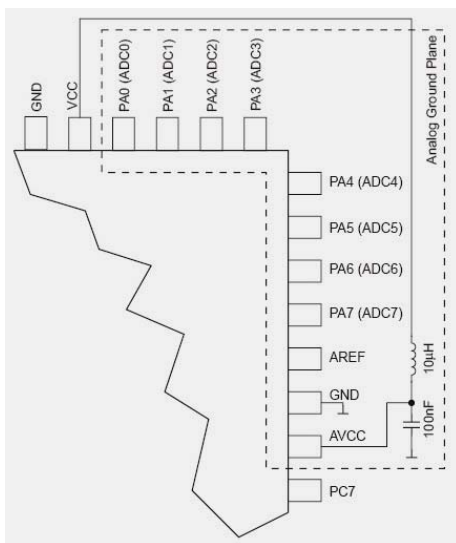 GND
VCC
PA0 (ADC0)
PA1 (ADC1)
PA2 (ADC2)
PA3 (ADC3)
Analog Ground Plane
PA4 (ADC4)
PA5 (ADC5)
PA6 (ADC6)
PA7 (ADC7)
AREF
10µH
GND
AVCC
100nF
PC7